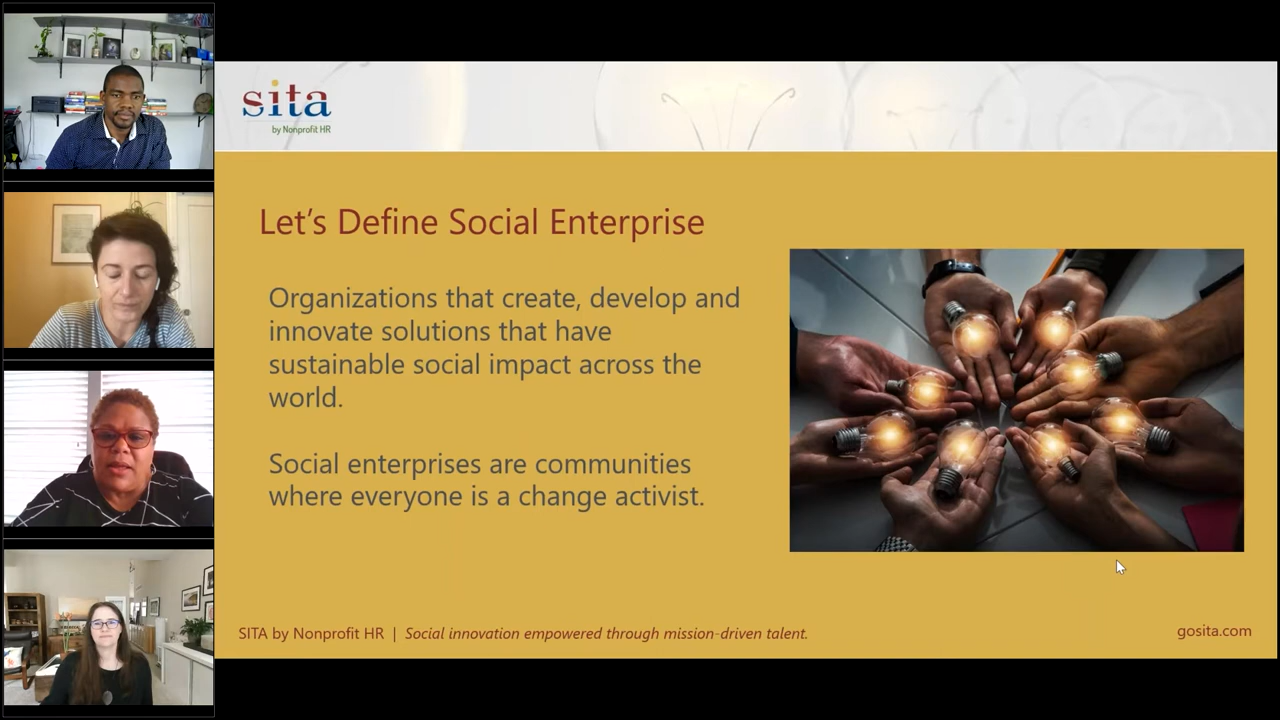 sita
by Nonprofit HR
Let's Define Social Enterprise
Organizations that create, develop and
innovate solutions that have
sustainable social impact across the
world.
Social enterprises are communities
where everyone is a change activist.
SITA by Nonprofit HR | Social innovation empowered through mission-driven talent.
gosita.com